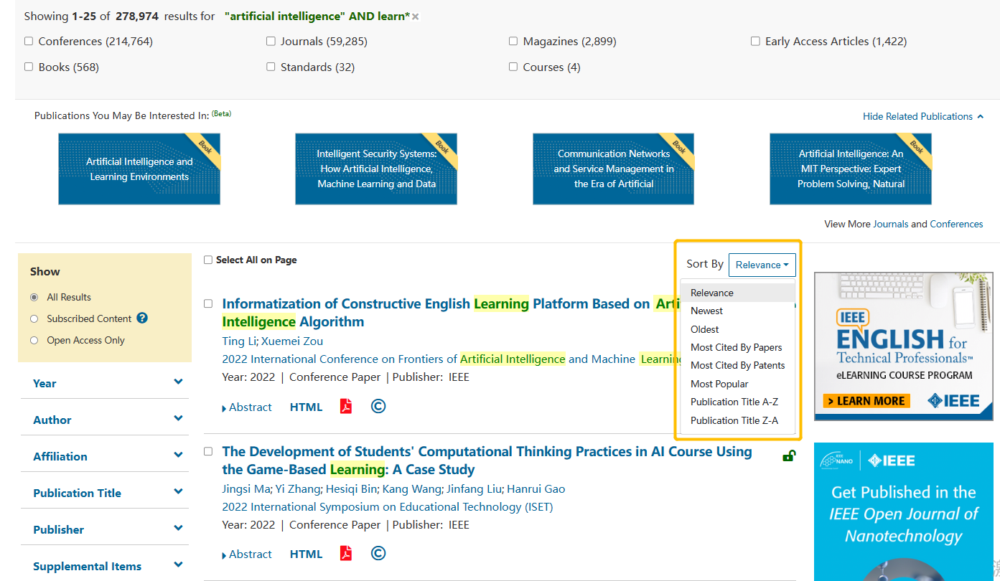 Showing 1-25 of 278,974 results for "artificial intelligence" AND learn*
Conferences (214,764)
Journals (59,285)
Magazines (2,899)
Early Access Articles (1,422)
Books (568)
Standards (32)
Courses (4)
Publications You May Be Interested In: (Beta)
Hide Related Publications
Book
Artificial Intelligence and
Learning Environments
Book
Intelligent Security Systems:
How Artificial Intelligence,
Machine Learning and Data
Book
Communication Networks
and Service Management in
the Era of Artificial
Book
Artificial Intelligence: An
MIT Perspective: Expert
Problem Solving, Natural
View More Journals and Conferences
Show
All Results
Subscribed Content ?
Open Access Only
Year
Author
Affiliation
Publication Title
Publisher
Supplemental Items
Select All on Page
Sort By Relevance
Relevance
Newest
Oldest
Most Cited By Papers
Most Cited By Patents
Most Popular
Publication Title A-Z
Publication Title Z-A
Informatization of Constructive English Learning Platform Based on Arti
Intelligence Algorithm
Ting Li; Xuemei Zou
2022 International Conference on Frontiers of Artificial Intelligence and Machine Learning
Year: 2022 | Conference Paper | Publisher: IEEE
Abstract HTML ©
The Development of Students' Computational Thinking Practices in AI Course Using
the Game-Based Learning: A Case Study
Jingsi Ma; Yi Zhang; Hesiqi Bin; Kang Wang; Jinfang Liu; Hanrui Gao
2022 International Symposium on Educational Technology (ISET)
Year: 2022 | Conference Paper | Publisher: IEEE
Abstract HTML ©
IEEE
ENGLISH for
Technical Professionals™
eLEARNING COURSE PROGRAM
> LEARN MORE
IEEE
IEEE NANO
IEEE
Get Published in the
IEEE Open Journal of
Nanotechnology